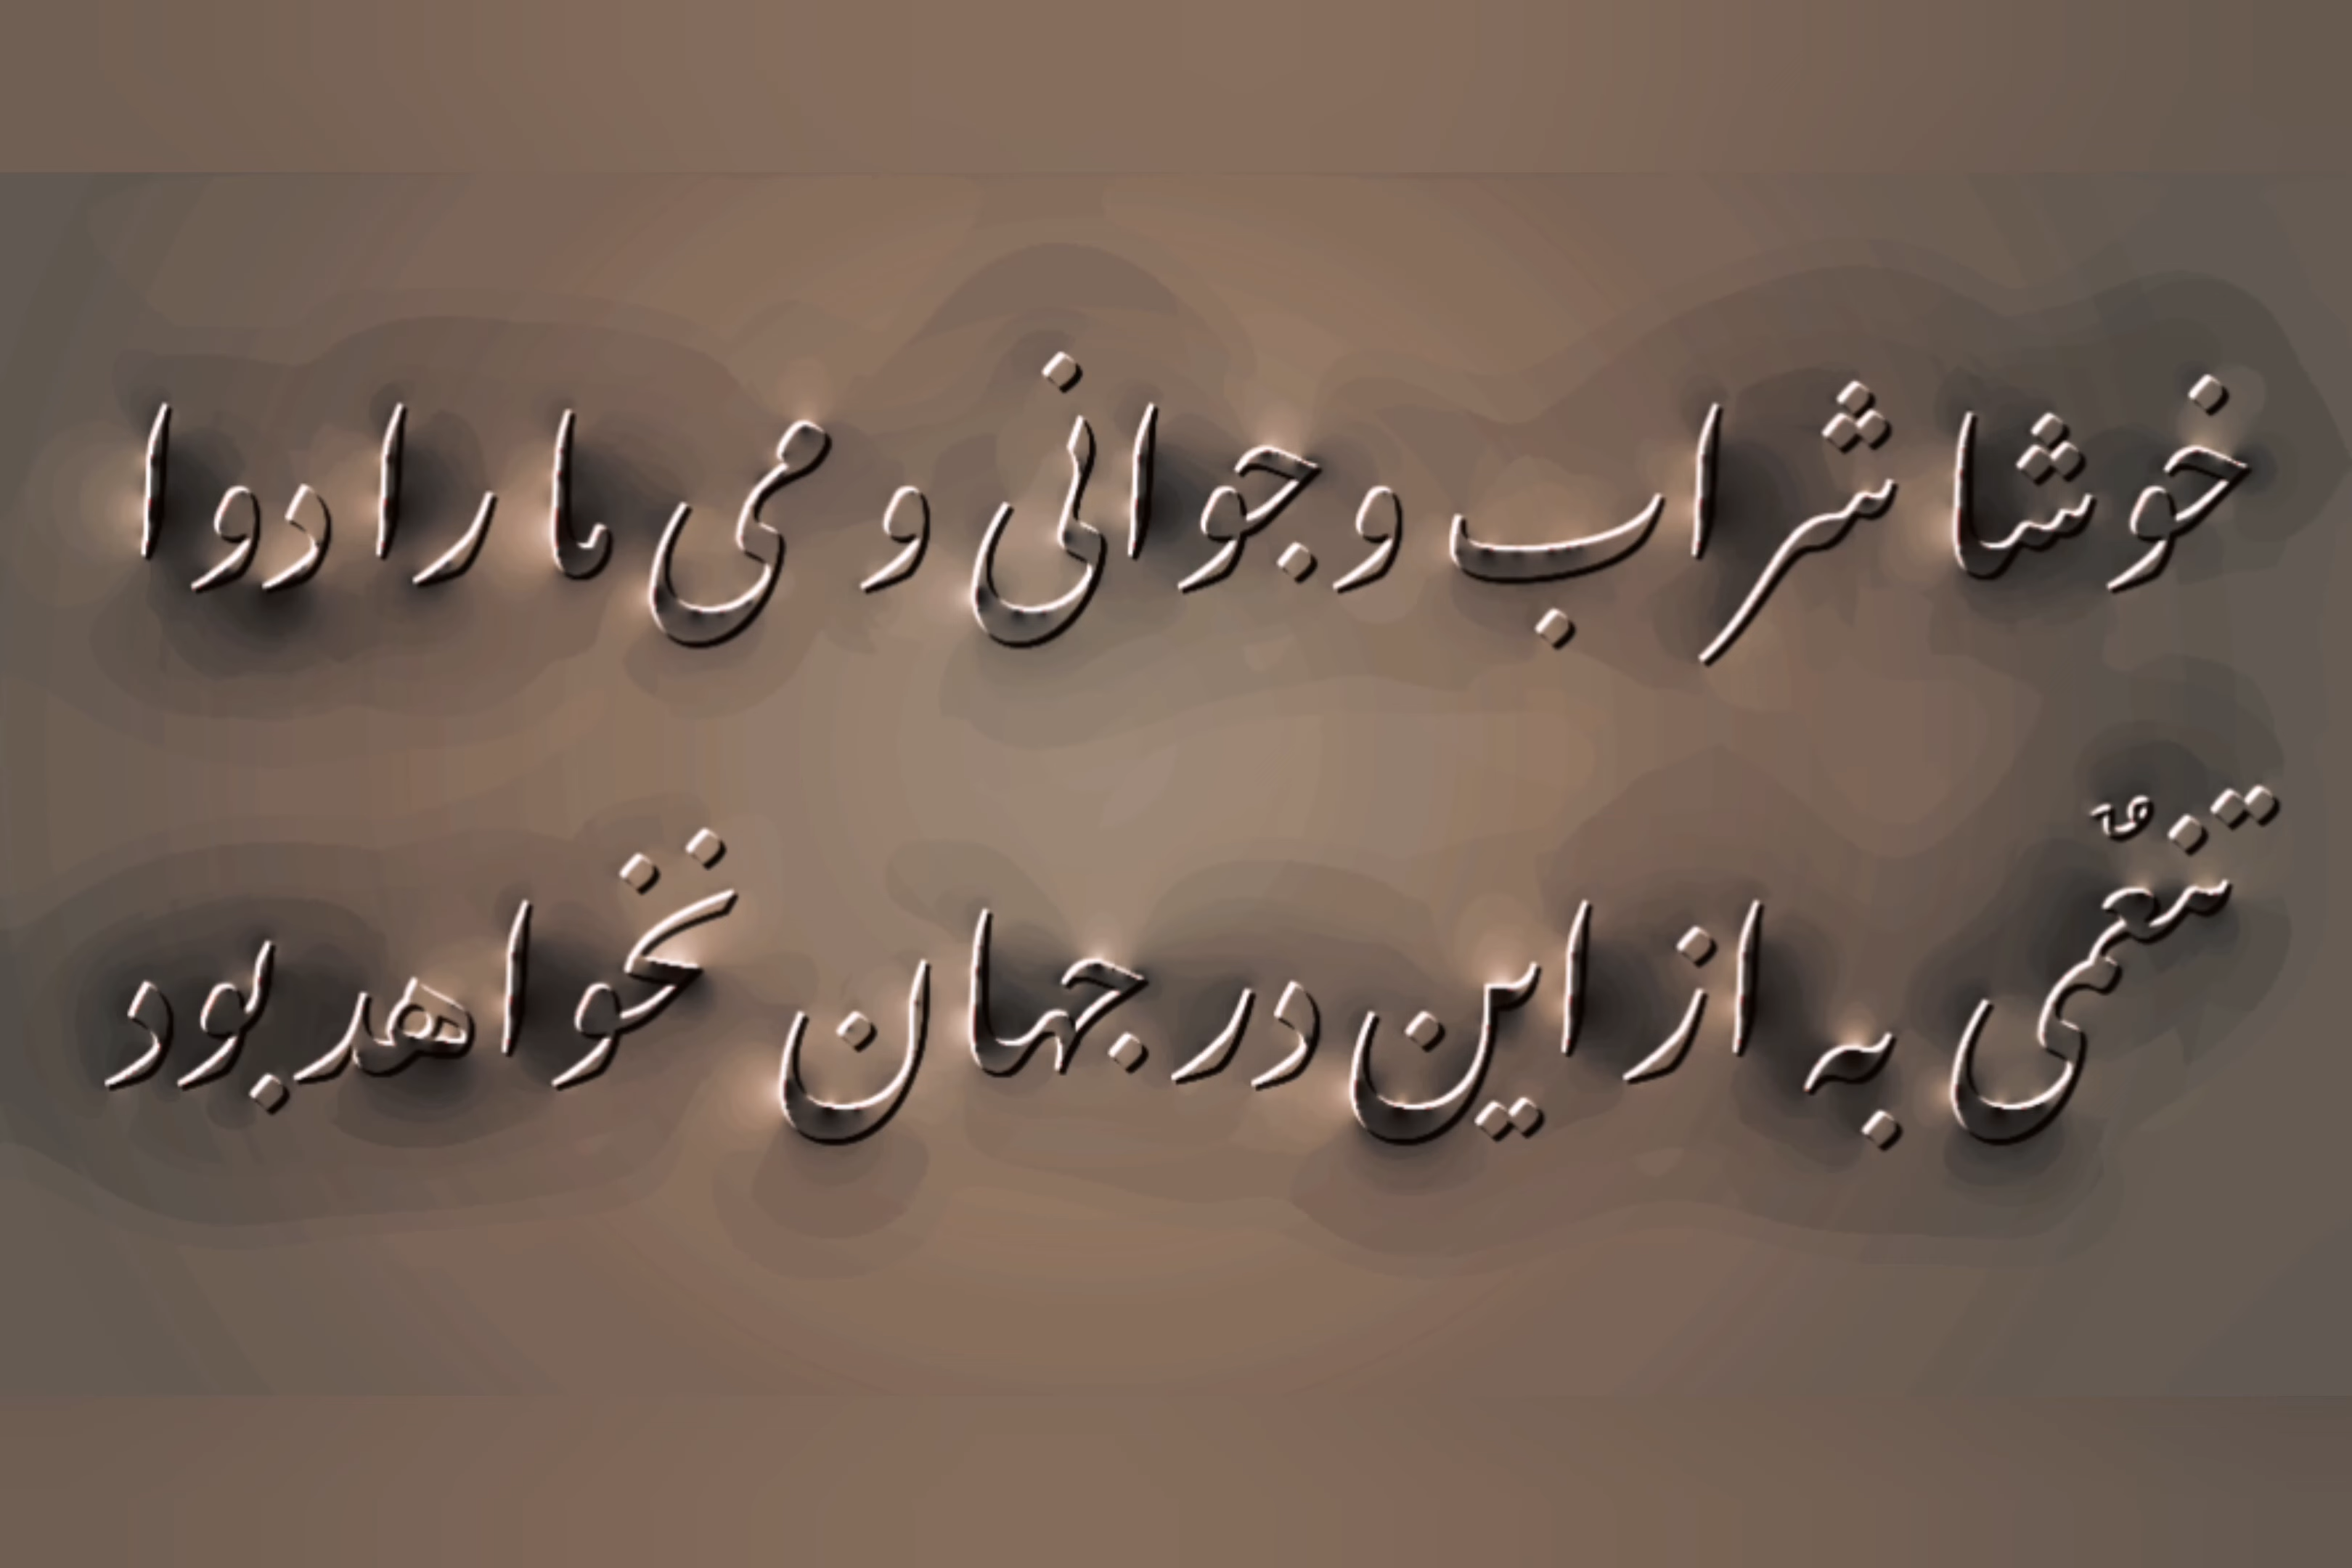 خوشا شراب و جوانی و می ما را دوا
تنعّمی به از این در جهان نخواهد بود